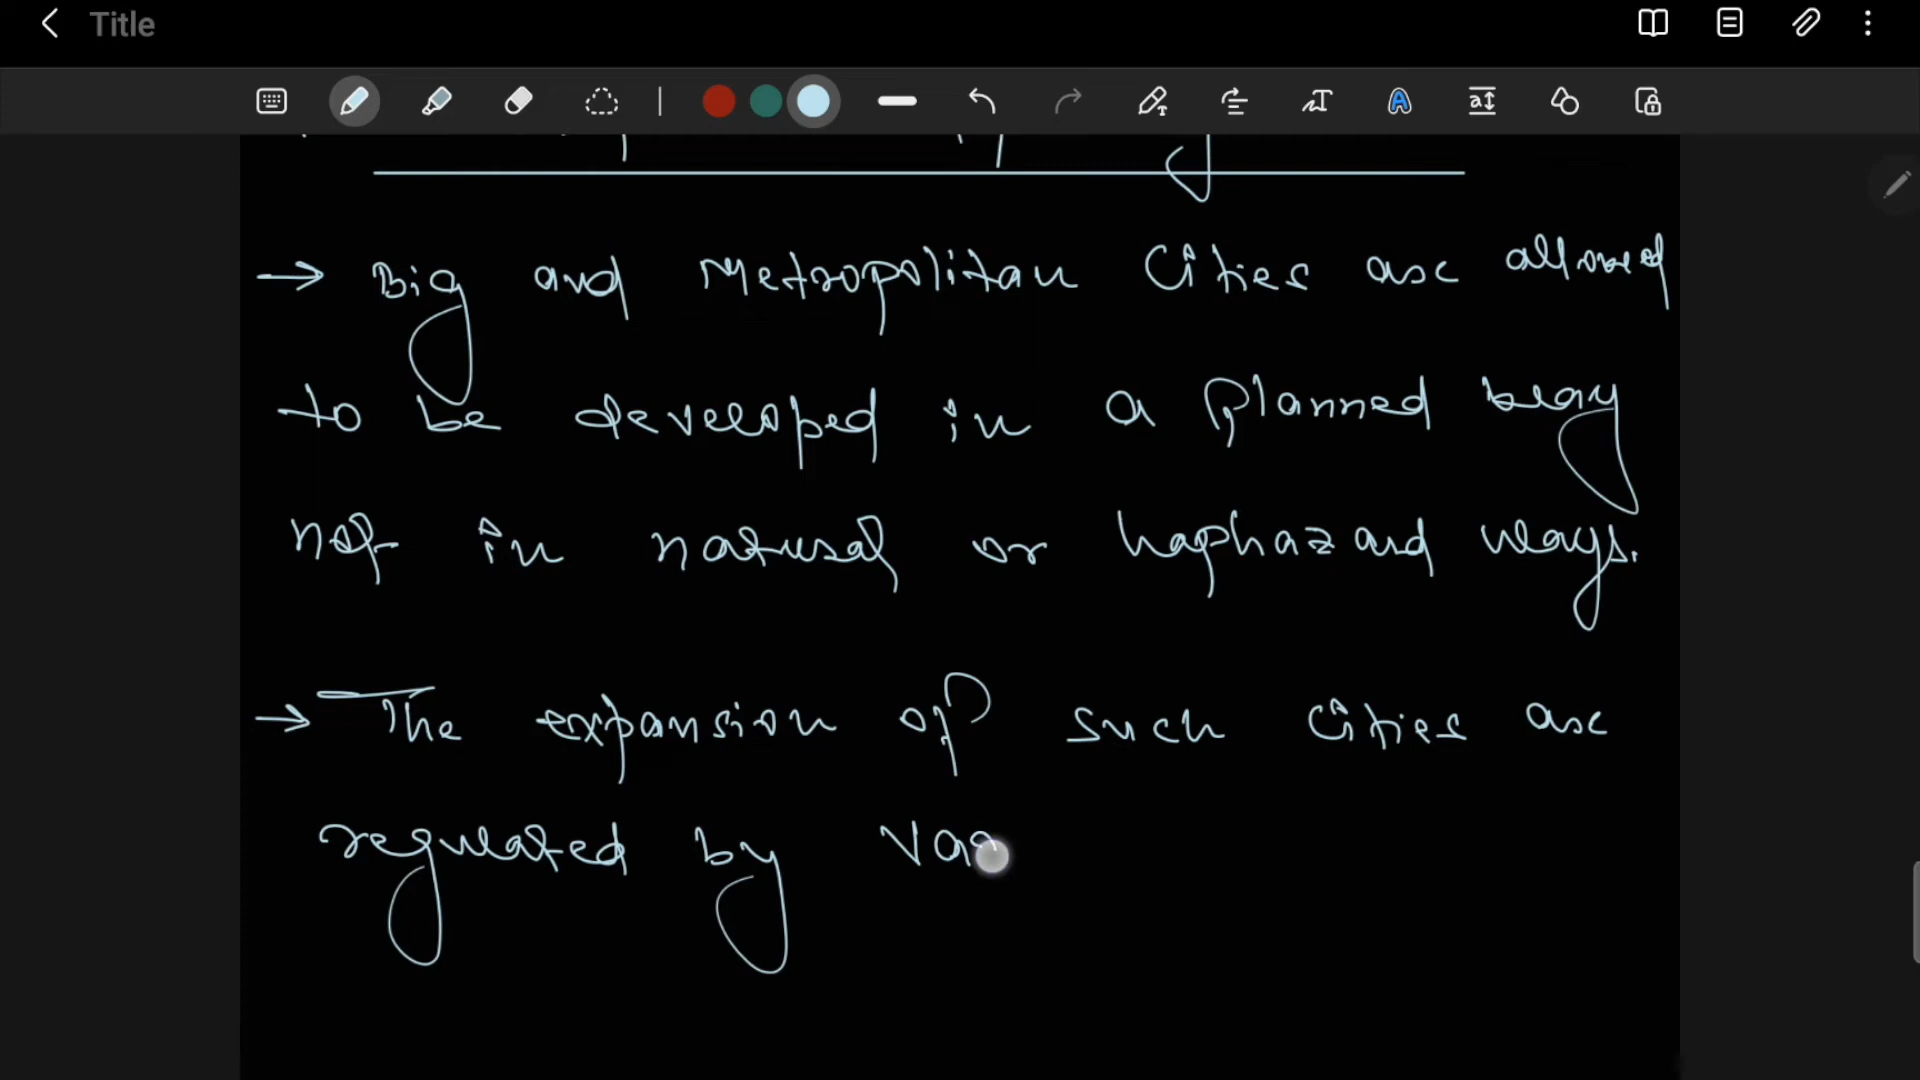 Title
→ Big and Metropolitan Cities are allowed
to be developed in a planned way
not in natural or haphazard ways.
→ The expansion of such cities are
regulated by Var